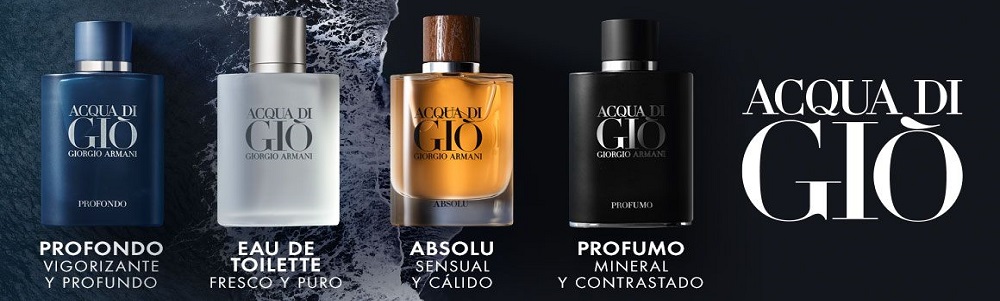 ACQUA DI
GIÒ
GIORGIO ARMANI
PROFONDO
PROFONDO
VIGORIZANTE
Y PROFUNDO
ACQUA DI
GIÒ
GIORGIO ARMANI
EAU DE
TOILETTE
FRESCO Y PURO
ACQUA DI
GIÒ
GIORGIO ARMANI
ABSOLU
ABSOLU
SENSUAL
Y CÁLIDO
ACQUA DI
GIÒ
GIORGIO ARMANI
PROFUMO
PROFUMO
MINERAL
Y CONTRASTADO
ACQUA DI
GIÒ